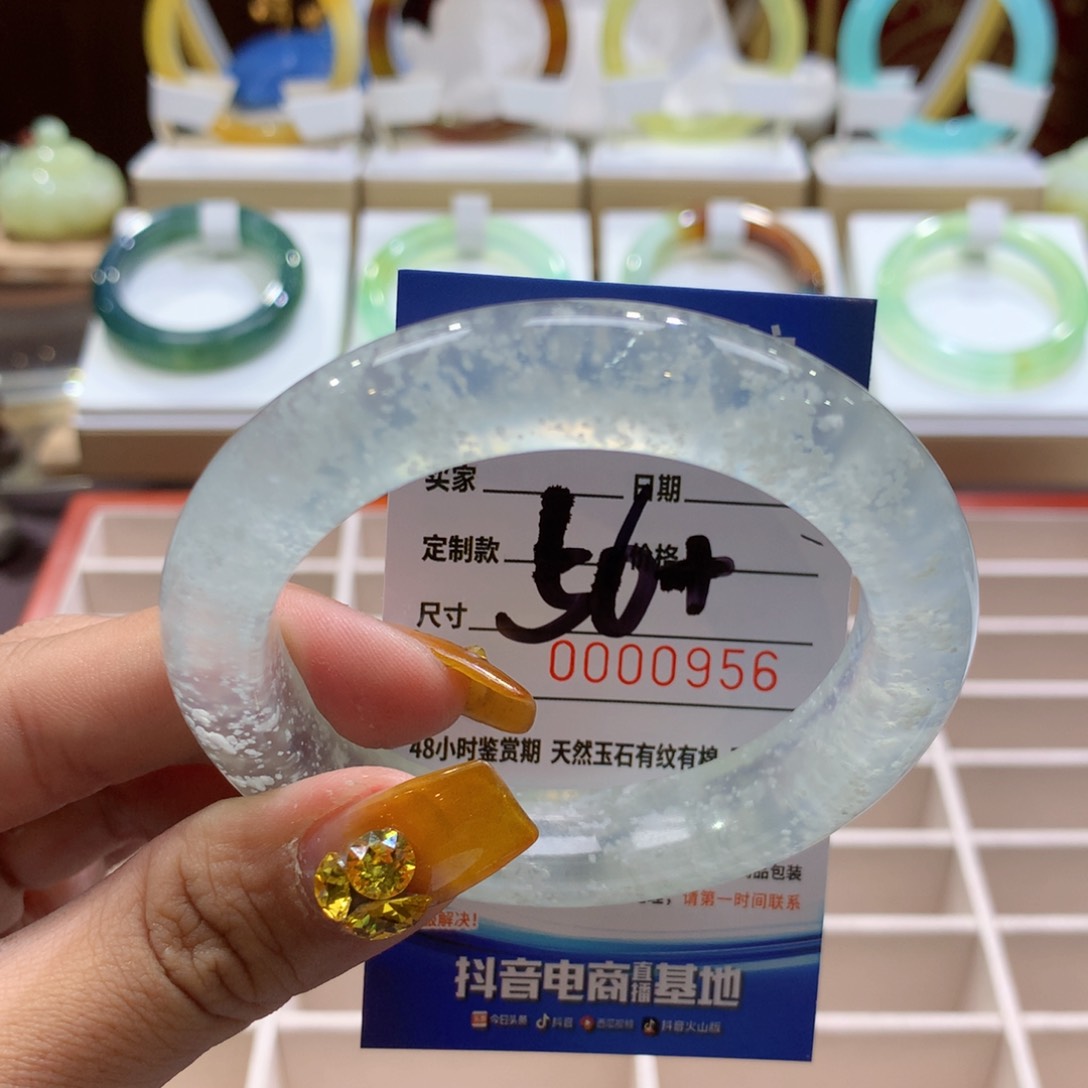 买家 日期
定制款 价格
56+
尺寸
0000956
48小时鉴赏期 天然玉石有纹有棉
品包装
请第一时间联系
解决!
抖音电商直播基地
今日头条 抖音 西瓜视频 抖音火山版